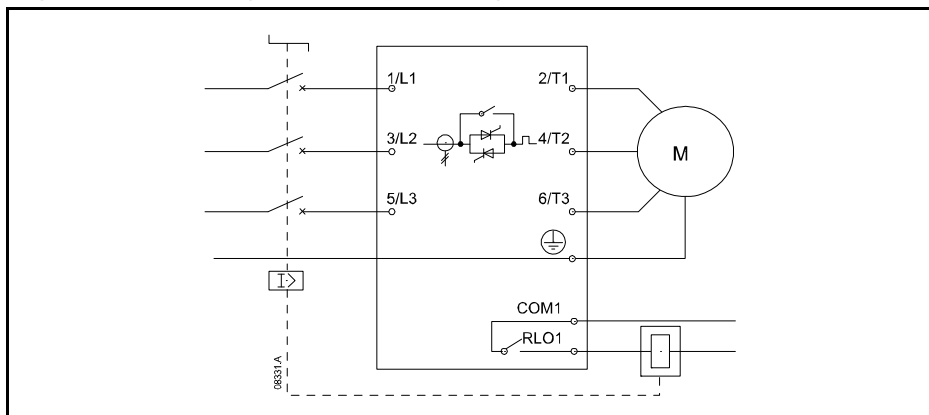 1/L1
2/T1
3/L2
4/T2
M
5/L3
6/T3
I>
COM1
RLO1
08331.A